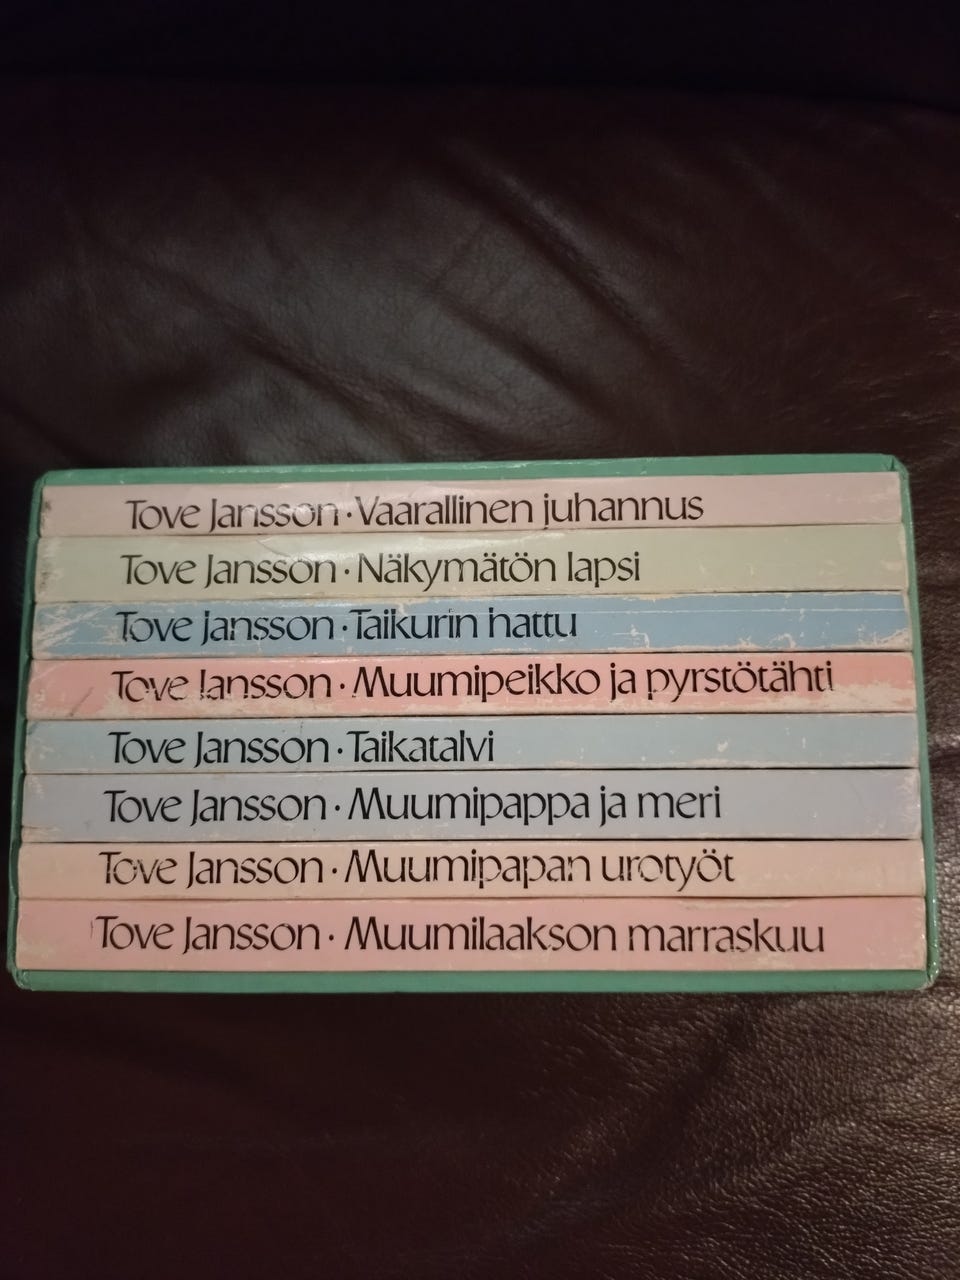 Tove Jansson · Vaarallinen juhannus
Tove Jansson · Näkymätön lapsi
Tove Jansson · Taikurin hattu
Tove Jansson · Muumipeikko ja pyrstötähti
Tove Jansson · Taikatalvi
Tove Jansson · Muumipappa ja meri
Tove Jansson · Muumipapan urotyöt
Tove Jansson · Muumilaakson marraskuu